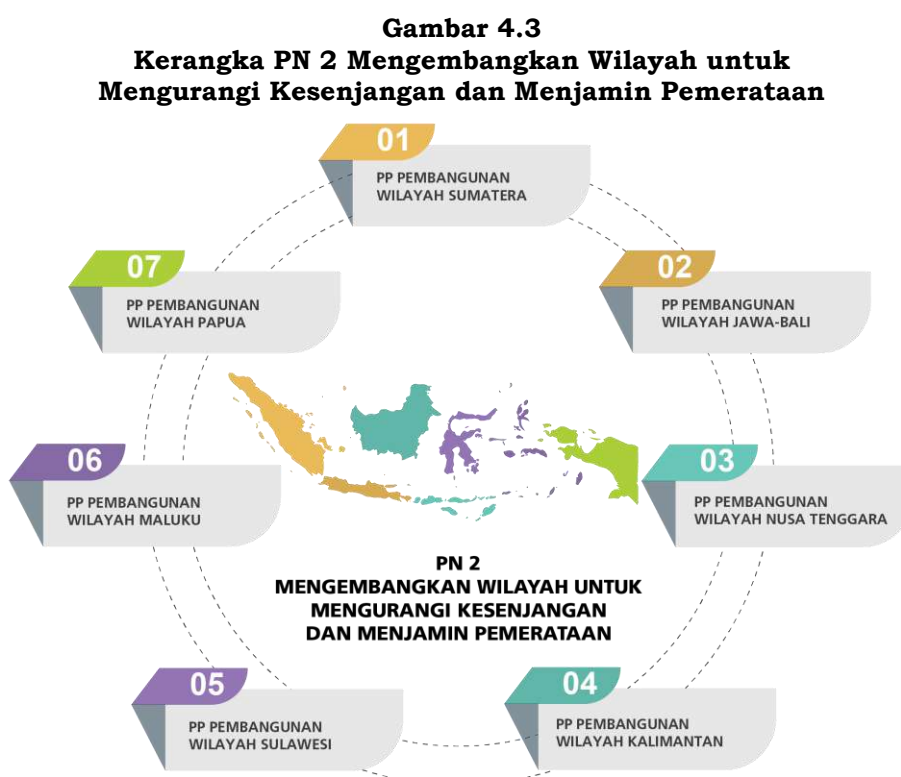 Gambar 4.3
Kerangka PN 2 Mengembangkan Wilayah untuk
Mengurangi Kesenjangan dan Menjamin Pemerataan
01
PP PEMBANGUNAN
WILAYAH SUMATERA
07
PP PEMBANGUNAN
WILAYAH PAPUA
02
PP PEMBANGUNAN
WILAYAH JAWA-BALI
06
PP PEMBANGUNAN
WILAYAH MALUKU
03
PP PEMBANGUNAN
WILAYAH NUSA TENGGARA
PN 2
MENGEMBANGKAN WILAYAH UNTUK
MENGURANGI KESENJANGAN
DAN MENJAMIN PEMERATAAN
05
PP PEMBANGUNAN
WILAYAH SULAWESI
04
PP PEMBANGUNAN
WILAYAH KALIMANTAN